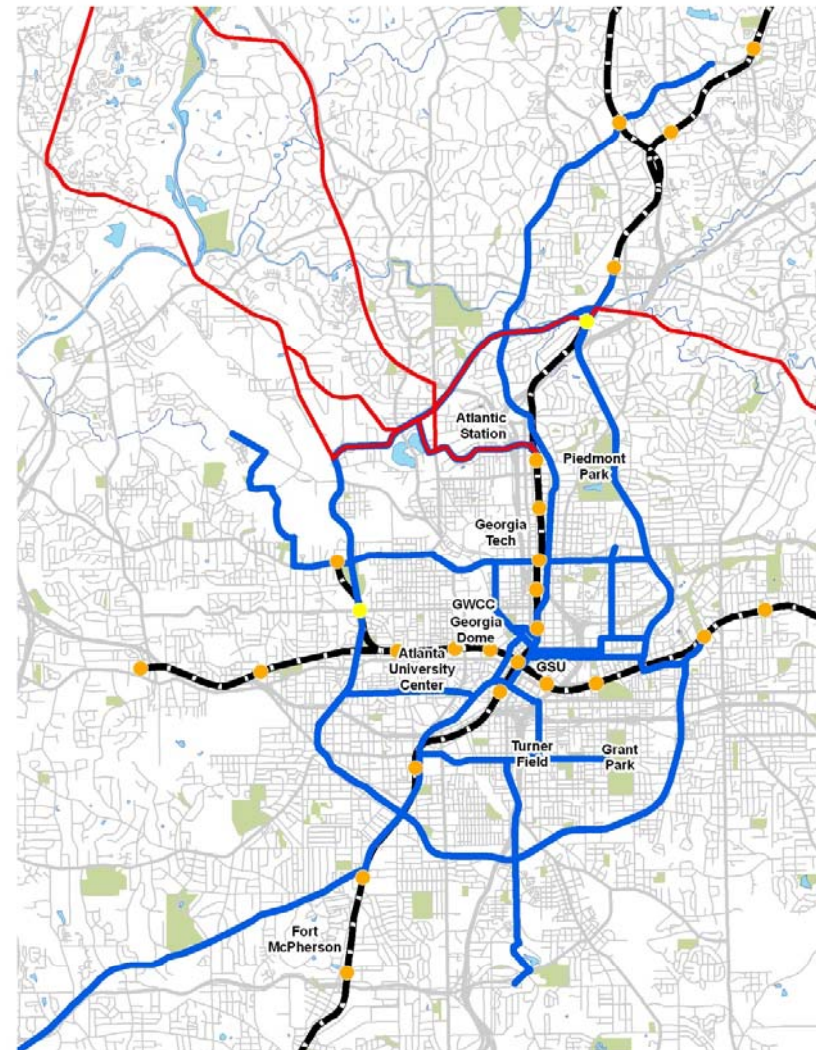 Atlantic
Station
Piedmont
Park
Georgia
Tech
GWCC
Georgia
Dome
Atlanta
University
Center
GSU
Turner
Field
Grant
Park
Fort
McPherson